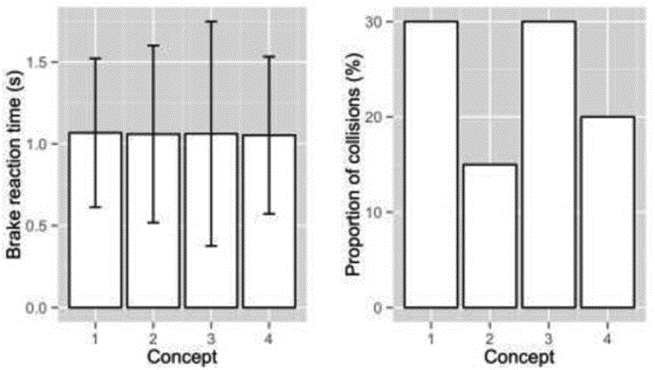 Brake reaction time (s)
1.5
1.0
0.5
0.0
1 2 3 4
Concept
Proportion of collisions (%)
30
20
10
0
1 2 3 4
Concept